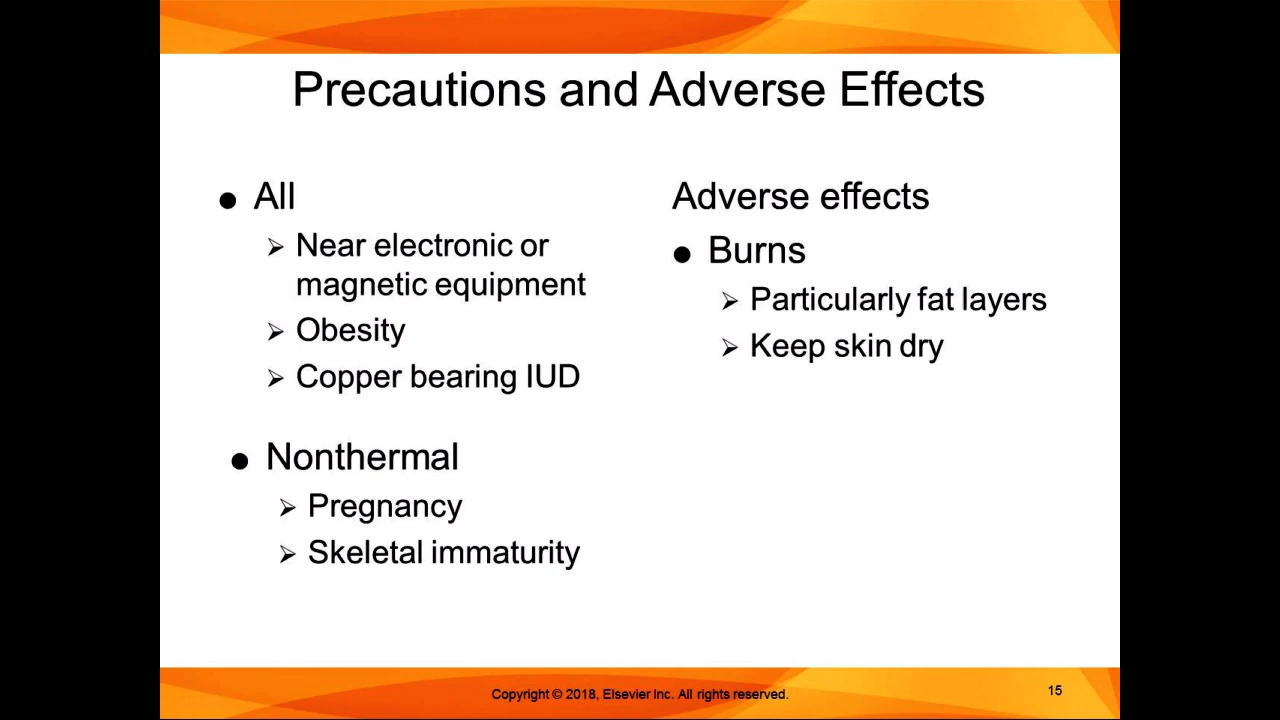 Precautions and Adverse Effects
● All
➢ Near electronic or
magnetic equipment
➢ Obesity
➢ Copper bearing IUD
● Nonthermal
➢ Pregnancy
➢ Skeletal immaturity
Adverse effects
● Burns
➢ Particularly fat layers
➢ Keep skin dry
Copyright © 2018, Elsevier Inc. All rights reserved.
15